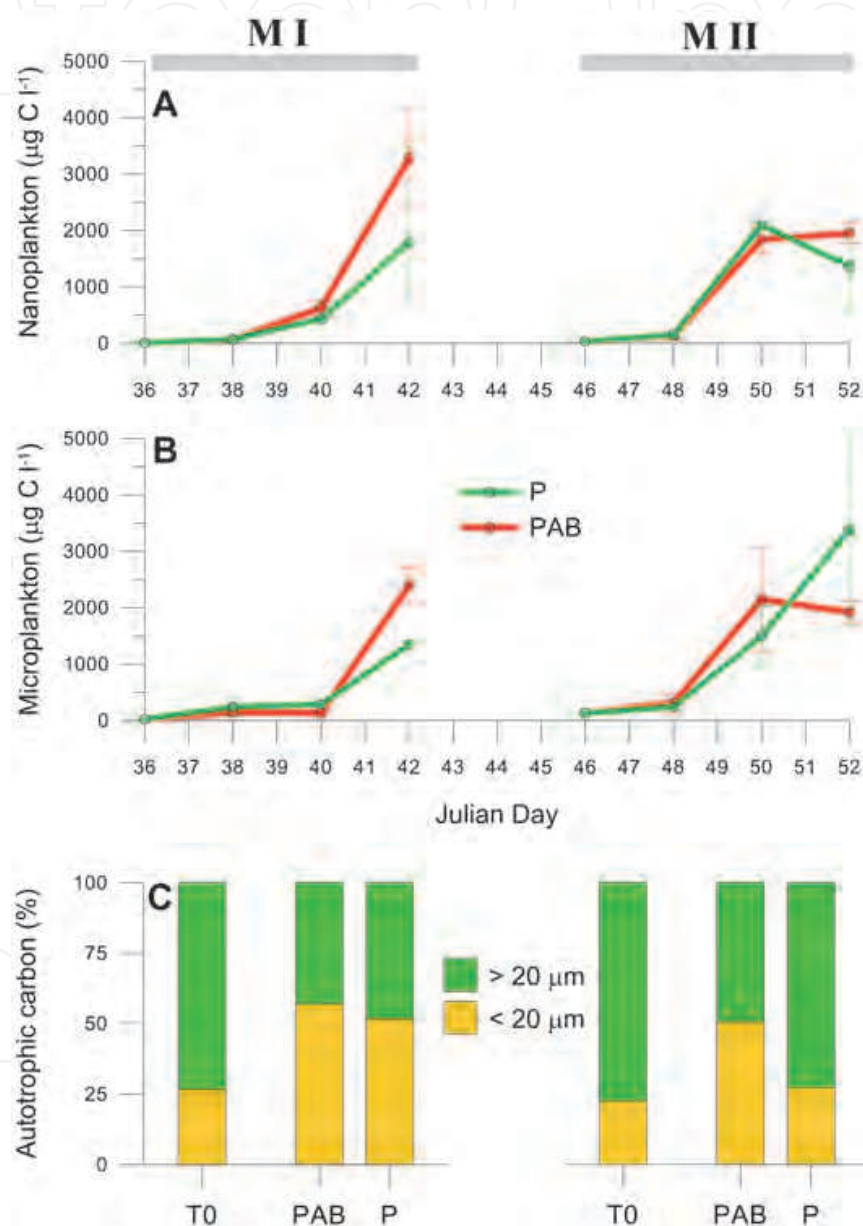 M I
M II
Nanoplankton (µg C l-1)
5000
4000
3000
2000
1000
0
A
36 37 38 39 40 41 42 43 44 45 46 47 48 49 50 51 52
Microplankton (µg C l-1)
5000
4000
3000
2000
1000
0
B
P
PAB
36 37 38 39 40 41 42 43 44 45 46 47 48 49 50 51 52
Julian Day
Autotrophic carbon (%)
100
75
50
25
0
C
> 20 µm
< 20 µm
T0 PAB P T0 PAB P